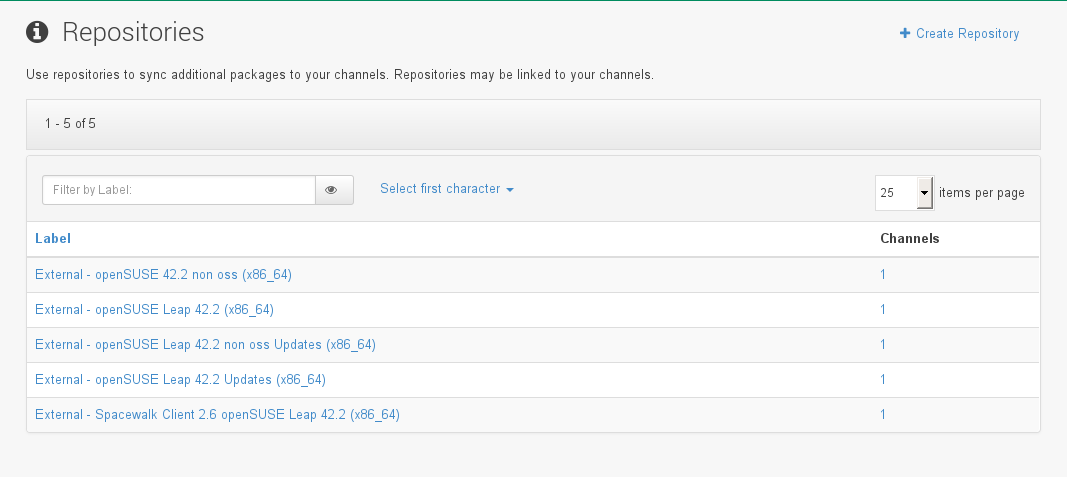 Repositories
+ Create Repository
Use repositories to sync additional packages to your channels. Repositories may be linked to your channels.
1 - 5 of 5
Filter by Label:
Select first character
25 items per page
Label Channels
External - openSUSE 42.2 non oss (x86_64) 1
External - openSUSE Leap 42.2 (x86_64) 1
External - openSUSE Leap 42.2 non oss Updates (x86_64) 1
External - openSUSE Leap 42.2 Updates (x86_64) 1
External - Spacewalk Client 2.6 openSUSE Leap 42.2 (x86_64) 1